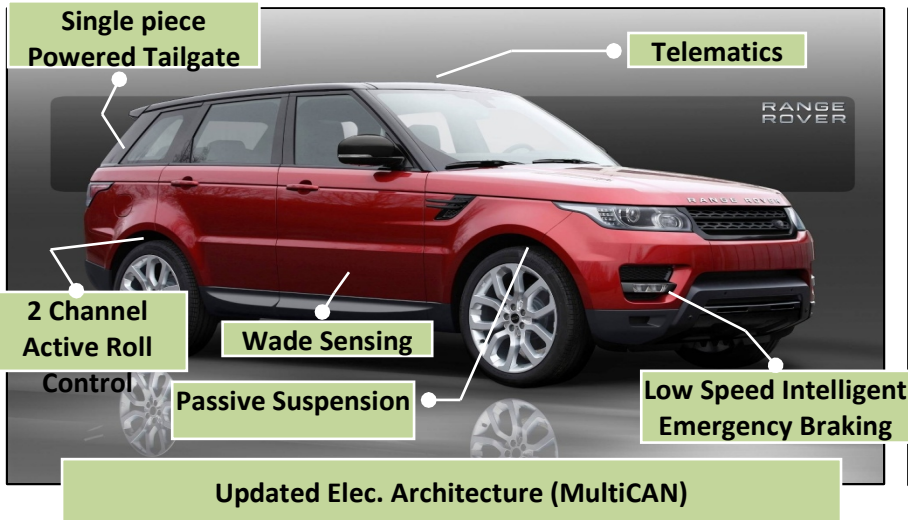 Single piece
Powered Tailgate
Telematics
RANGE
ROVER
RANGE ROVER
2 Channel
Active Roll
Control
Wade Sensing
Passive Suspension
Low Speed Intelligent
Emergency Braking
Updated Elec. Architecture (MultiCAN)